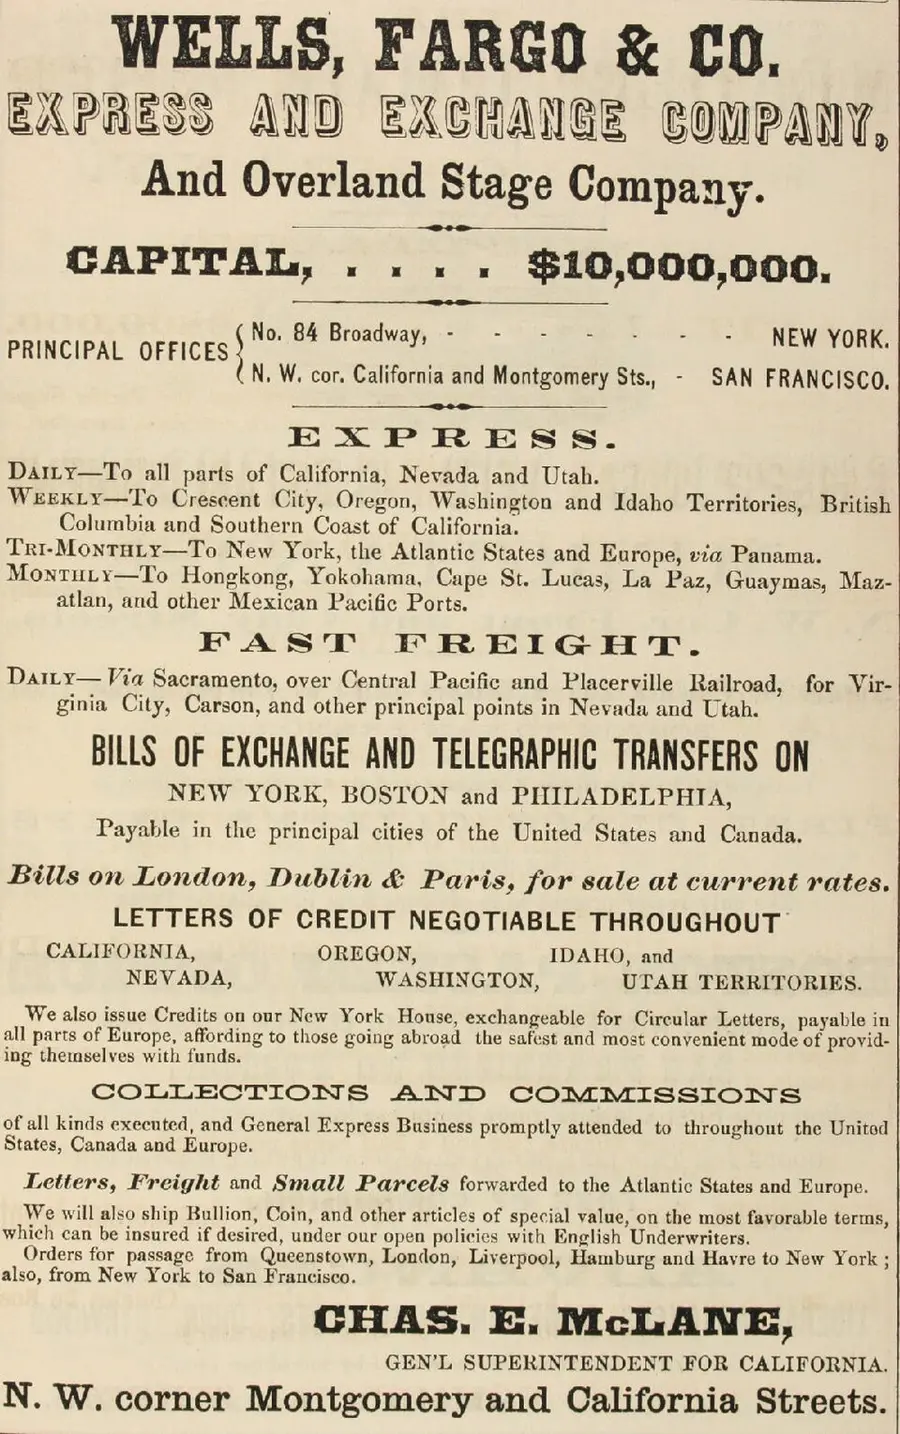 WELLS, FARGO & CO.
EXPRESS AND EXCHANGE COMPANY,
And Overland Stage Company.
CAPITAL, . . . . $10,000,000.
PRINCIPAL OFFICES { No. 84 Broadway, - - - - - - - NEW YORK.
N. W. cor. California and Montgomery Sts., - SAN FRANCISCO.
EXPRESS.
DAILY—To all parts of California, Nevada and Utah.
WEEKLY—To Crescent City, Oregon, Washington and Idaho Territories, British
Columbia and Southern Coast of California.
TRI-MONTHLY—To New York, the Atlantic States and Europe, via Panama.
MONTHLY—To Hongkong, Yokohama, Cape St. Lucas, La Paz, Guaymas, Maz-
atlan, and other Mexican Pacific Ports.
FAST FREIGHT.
DAILY—Via Sacramento, over Central Pacific and Placerville Railroad, for Vir-
ginia City, Carson, and other principal points in Nevada and Utah.
BILLS OF EXCHANGE AND TELEGRAPHIC TRANSFERS ON
NEW YORK, BOSTON and PHILADELPHIA,
Payable in the principal cities of the United States and Canada.
Bills on London, Dublin & Paris, for sale at current rates.
LETTERS OF CREDIT NEGOTIABLE THROUGHOUT
CALIFORNIA, OREGON, IDAHO, and
NEVADA, WASHINGTON, UTAH TERRITORIES.
We also issue Credits on our New York House, exchangeable for Circular Letters, payable in
all parts of Europe, affording to those going abroad the safest and most convenient mode of provid-
ing themselves with funds.
COLLECTIONS AND COMMISSIONS
of all kinds executed, and General Express Business promptly attended to throughout the United
States, Canada and Europe.
Letters, Freight and Small Parcels forwarded to the Atlantic States and Europe.
We will also ship Bullion, Coin, and other articles of special value, on the most favorable terms,
which can be insured if desired, under our open policies with English Underwriters.
Orders for passage from Queenstown, London, Liverpool, Hamburg and Havre to New York;
also, from New York to San Francisco.
CHAS. E. McLANE,
GEN'L SUPERINTENDENT FOR CALIFORNIA.
N. W. corner Montgomery and California Streets.